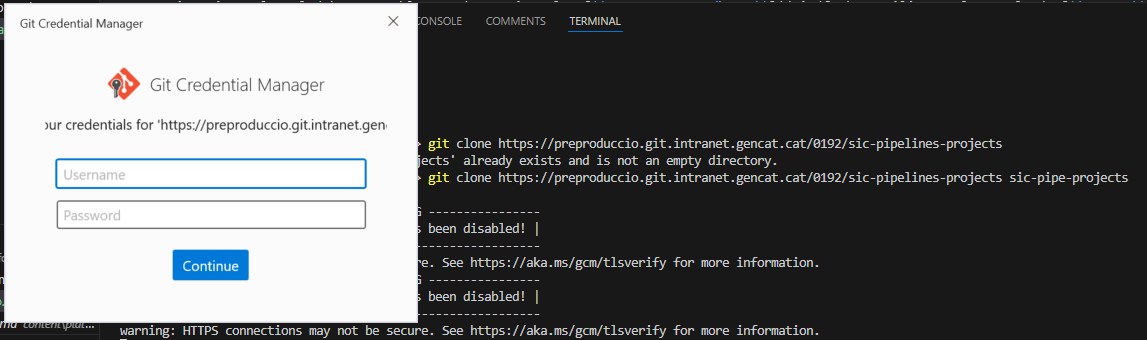 Git Credential Manager
CONSOLE COMMENTS TERMINAL
Git Credential Manager
our credentials for 'https://preproduccio.git.intranet.gen
Username
Password
Continue
git clone https://preproduccio.git.intranet.gencat.cat/0192/sic-pipelines-projects
jects' already exists and is not an empty directory.
git clone https://preproduccio.git.intranet.gencat.cat/0192/sic-pipelines-projects sic-pipe-projects
G ----------------
s been disabled! |
------------------
re. See https://aka.ms/gcm/tlsverify for more information.
G ----------------
s been disabled! |
------------------
warning: HTTPS connections may not be secure. See https://aka.ms/gcm/tlsverify for more information.